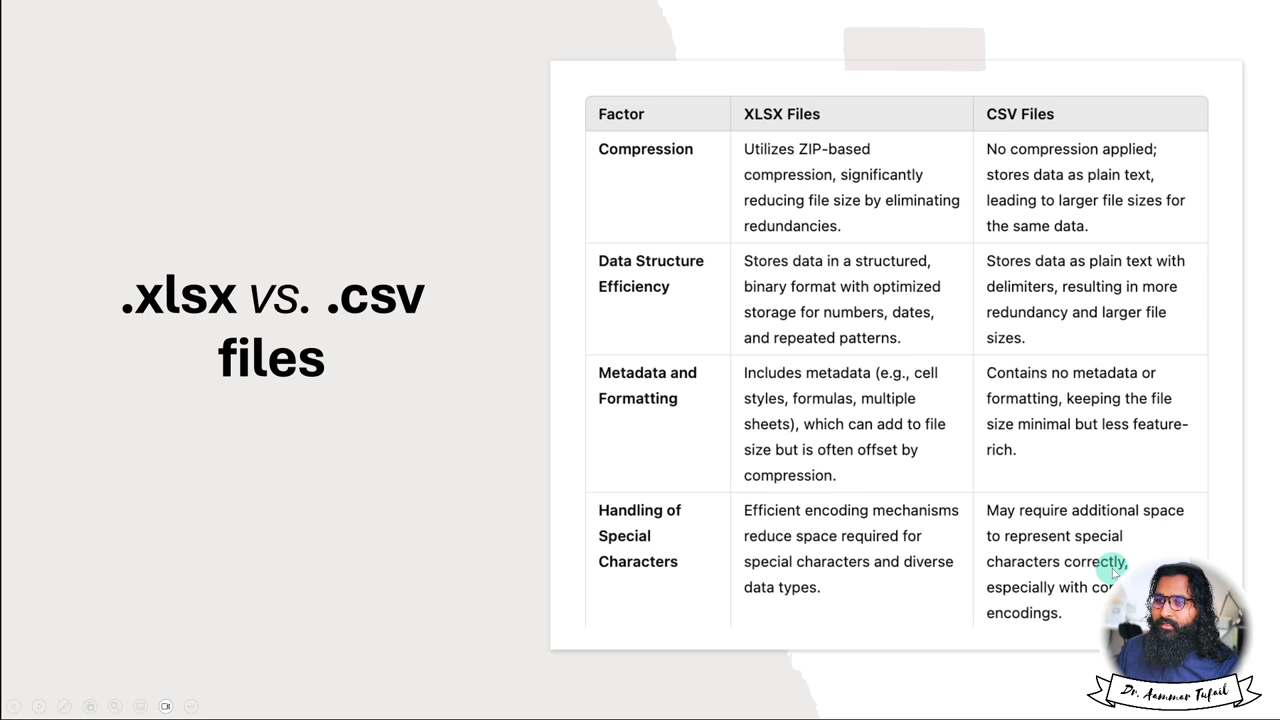 .xlsx vs. .csv
files
Factor
XLSX Files
CSV Files
Compression
Utilizes ZIP-based
compression, significantly
reducing file size by eliminating
redundancies.
No compression applied;
stores data as plain text,
leading to larger file sizes for
the same data.
Data Structure
Efficiency
Stores data in a structured,
binary format with optimized
storage for numbers, dates,
and repeated patterns.
Stores data as plain text with
delimiters, resulting in more
redundancy and larger file
sizes.
Metadata and
Formatting
Includes metadata (e.g., cell
styles, formulas, multiple
sheets), which can add to file
size but is often offset by
compression.
Contains no metadata or
formatting, keeping the file
size minimal but less feature-
rich.
Handling of
Special
Characters
Efficient encoding mechanisms
reduce space required for
special characters and diverse
data types.
May require additional space
to represent special
characters correctly,
especially with
encodings.
Dr. Aammar Tufail